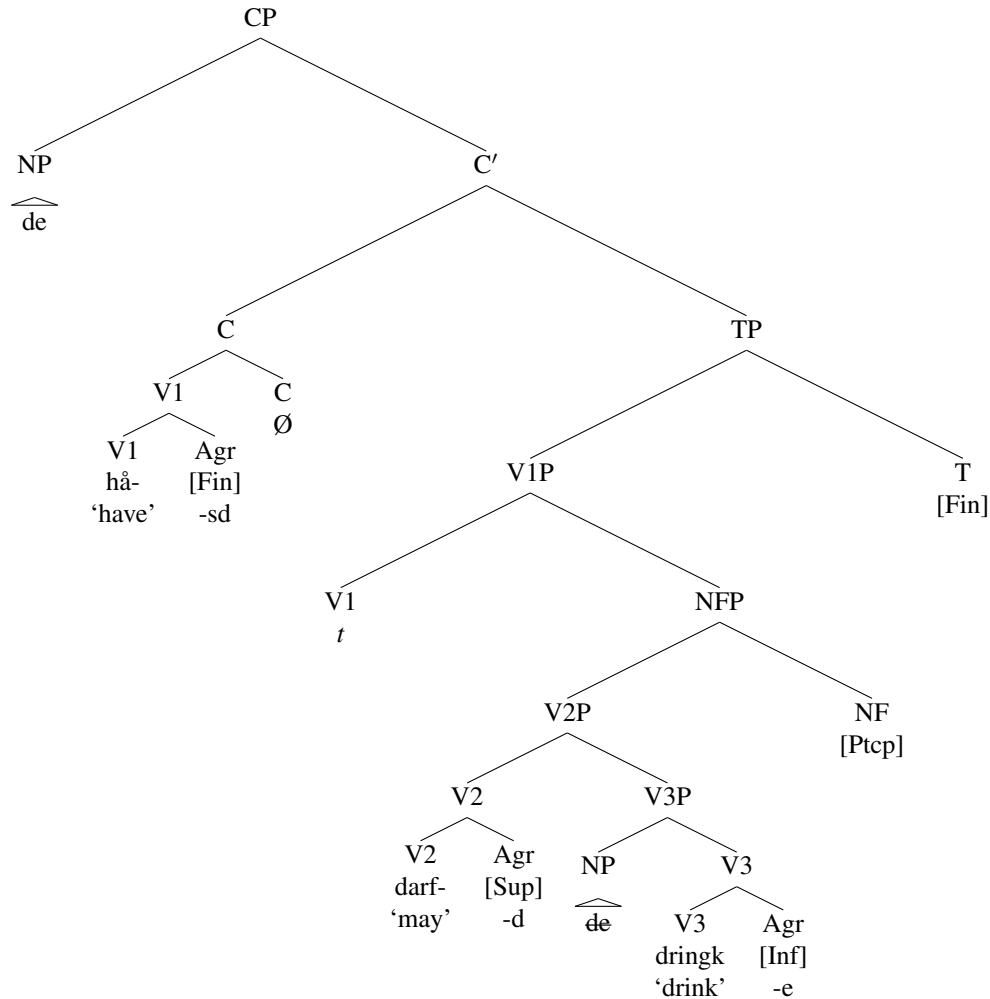 CP
NP C′
de
C TP
V1 C
Ø
V1 Agr V1P T
hå- [Fin] [Fin]
‘have’ -sd
V1 NFP
t
V2P NF
[Ptcp]
V2 V3P
V2 Agr NP V3
darf- [Sup]
‘may’ -d de V3 Agr
dringk [Inf]
‘drink’ -e